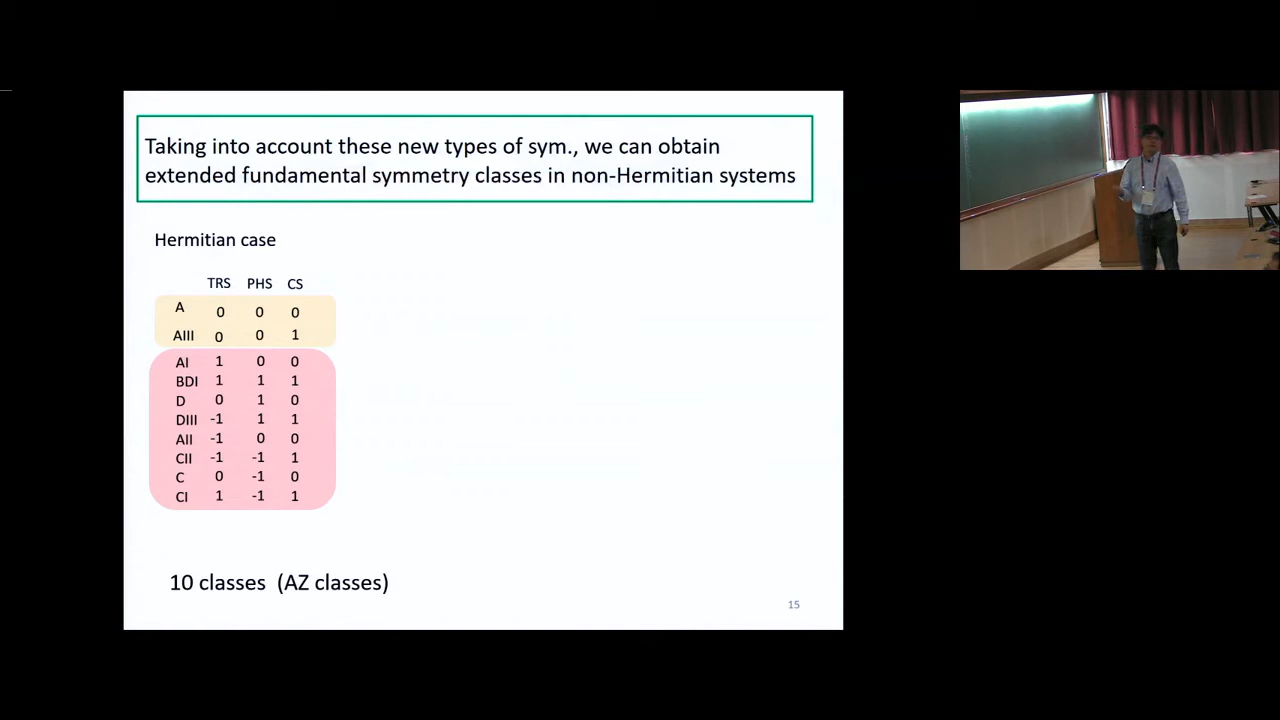 Taking into account these new types of sym., we can obtain
extended fundamental symmetry classes in non-Hermitian systems
Hermitian case
TRS PHS CS
A 0 0 0
AIII 0 0 1
AI 1 0 0
BDI 1 1 1
D 0 1 0
DIII -1 1 1
AII -1 0 0
CII -1 -1 1
C 0 -1 0
CI 1 -1 1
10 classes (AZ classes)
15